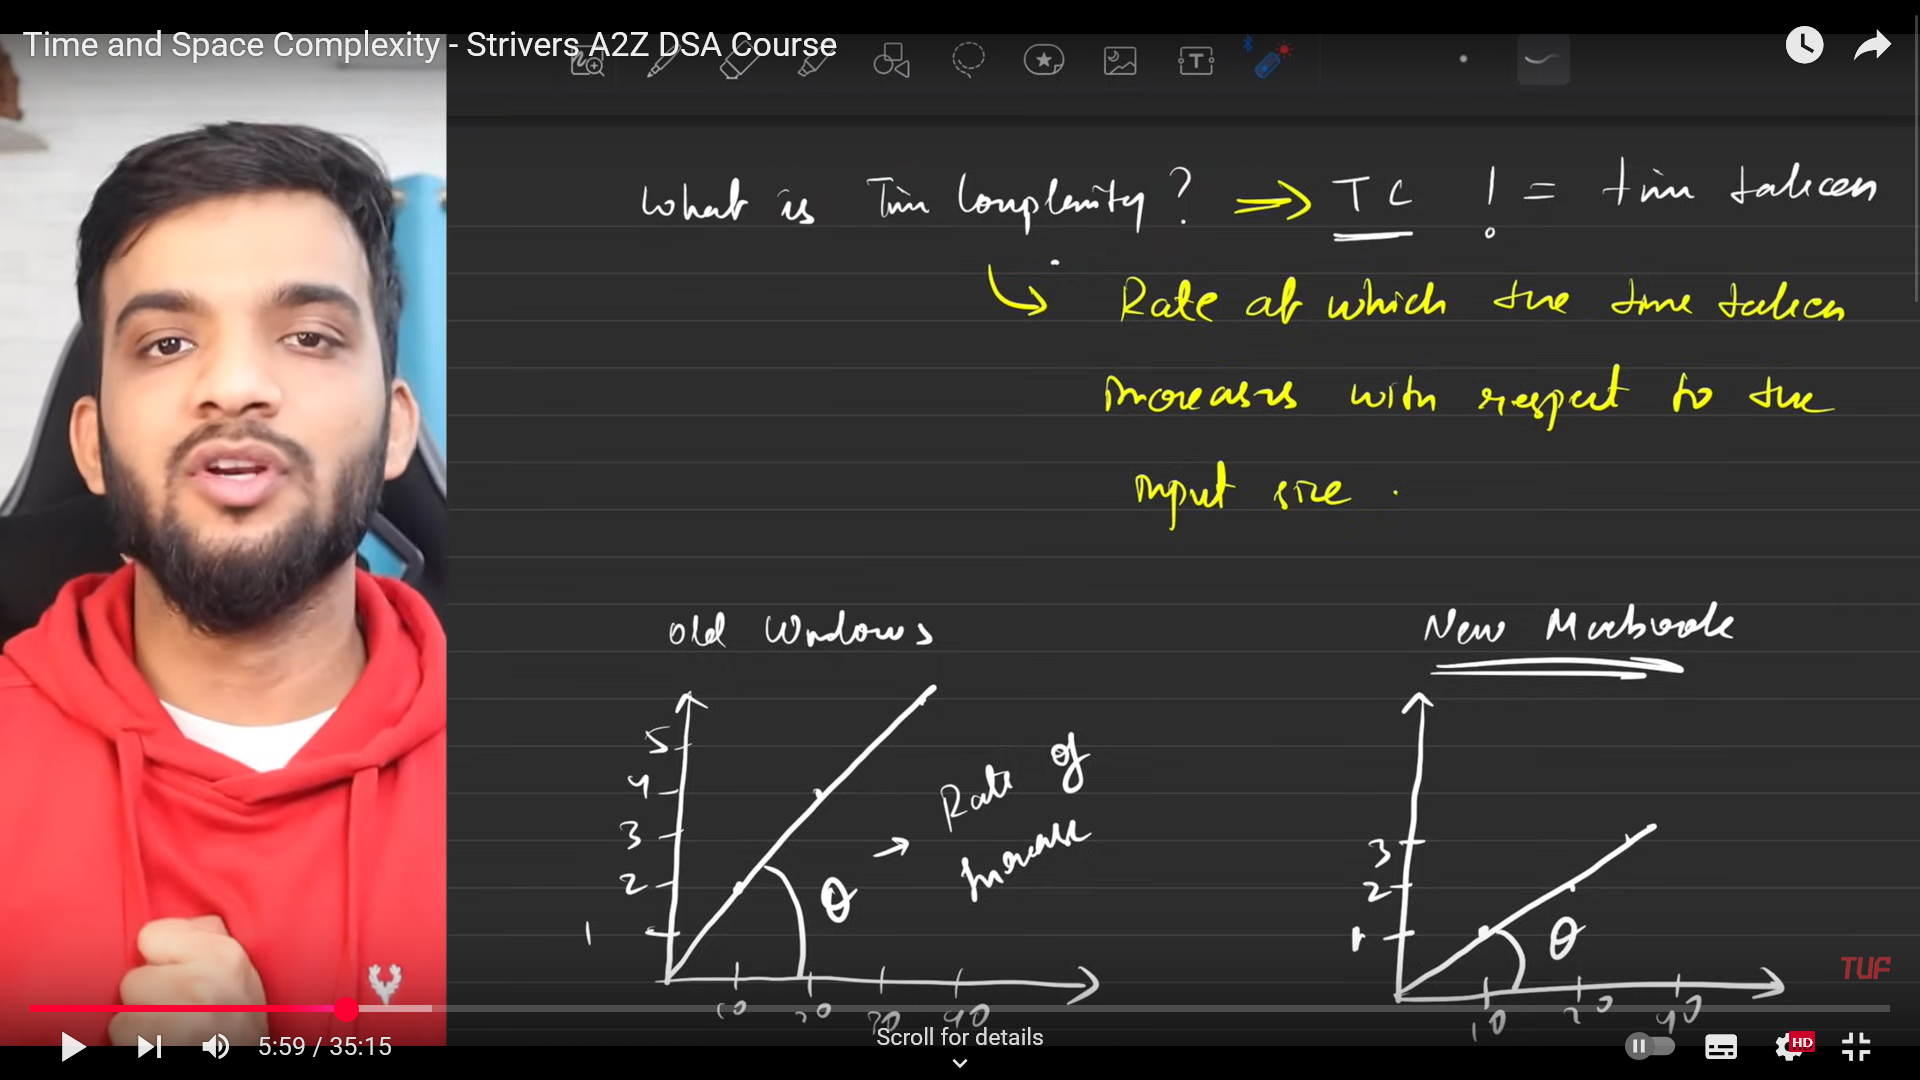 Time and Space Complexity - Strivers A2Z DSA Course
What is Time Complexity? ⇒ TC != time taken
Rate at which the time taken
increases with respect to the
input size.
Old Windows
New Macbook
5
4
3
2
1
θ → Rate of
Increase
10 20 30 40
3
2
1
θ
10 20 40
TUF
5:59 / 35:15
Scroll for details
HD